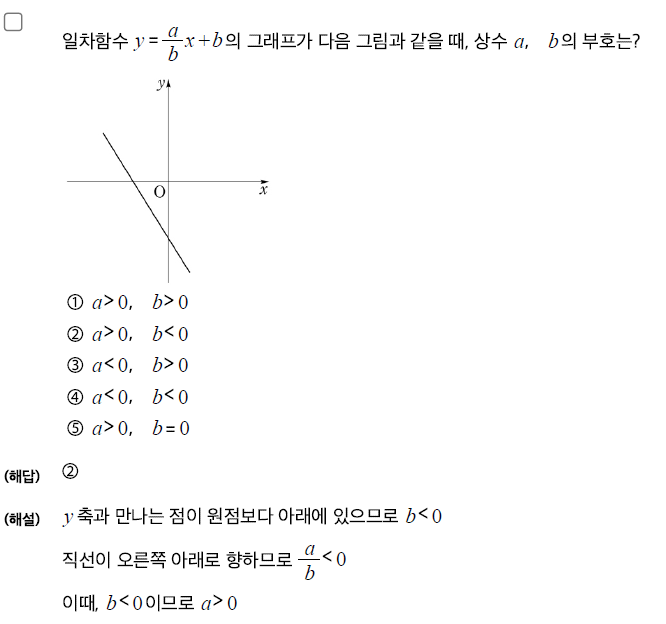 일차함수 y = a/b x + b의 그래프가 다음 그림과 같을 때, 상수 a, b의 부호는?
y
O
x
① a > 0, b > 0
② a > 0, b < 0
③ a < 0, b > 0
④ a < 0, b < 0
⑤ a > 0, b = 0
(해답) ②
(해설) y축과 만나는 점이 원점보다 아래에 있으므로 b < 0
직선이 오른쪽 아래로 향하므로 a/b < 0
이때, b < 0이므로 a > 0